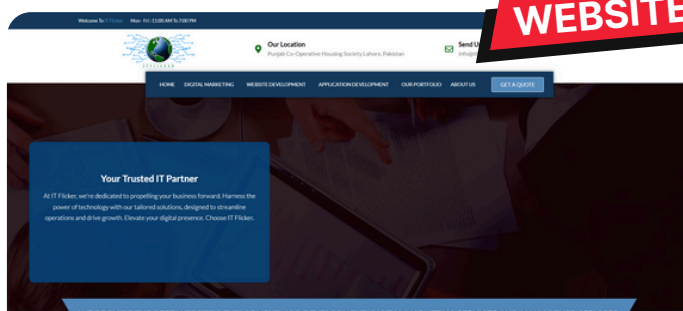 WEBSITE
Welcome To IT Flicker Mon - Fri : 11:00 AM To 7:00 PM
Our Location
Punjab Co-Operative Housing Society Lahore, Pakistan
Send U
ITFLICKER
HOME DIGITAL MARKETING WEBSITE DEVELOPMENT APPLICATION DEVELOPMENT OUR PORTFOLIO ABOUT US GET A QUOTE
Your Trusted IT Partner
At IT Flicker, we're dedicated to propelling your business forward. Harness the
power of technology with our tailored solutions, designed to streamline
operations and drive growth. Elevate your digital presence. Choose IT Flicker.